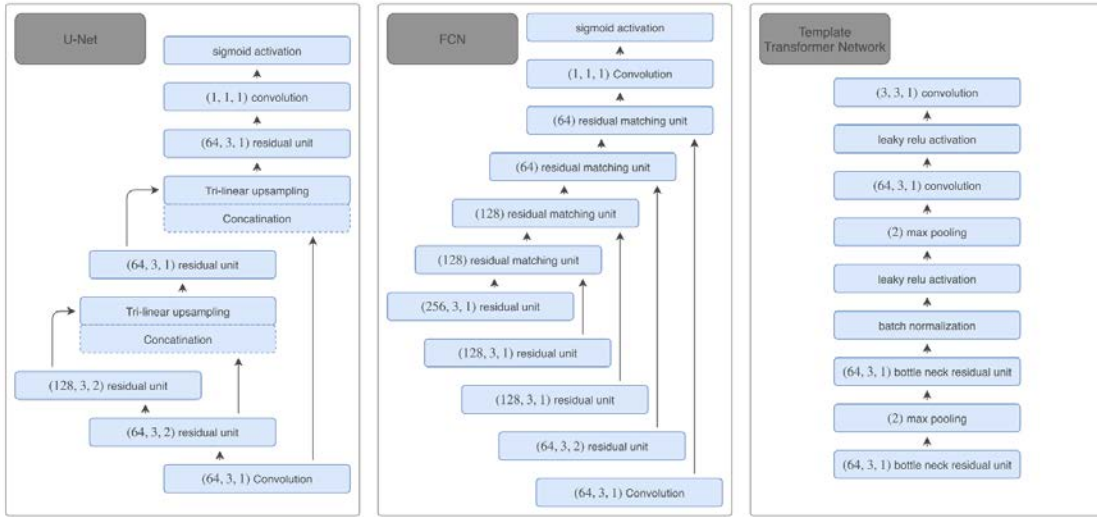 U-Net
sigmoid activation
(1, 1, 1) convolution
(64, 3, 1) residual unit
Tri-linear upsampling
Concatination
(64, 3, 1) residual unit
Tri-linear upsampling
Concatination
(128, 3, 2) residual unit
(64, 3, 2) residual unit
(64, 3, 1) Convolution
FCN
sigmoid activation
(1, 1, 1) Convolution
(64) residual matching unit
(64) residual matching unit
(128) residual matching unit
(128) residual matching unit
(256, 3, 1) residual unit
(128, 3, 1) residual unit
(128, 3, 1) residual unit
(64, 3, 2) residual unit
(64, 3, 1) Convolution
Template
Transformer Network
(3, 3, 1) convolution
leaky relu activation
(64, 3, 1) convolution
(2) max pooling
leaky relu activation
batch normalization
(64, 3, 1) bottle neck residual unit
(2) max pooling
(64, 3, 1) bottle neck residual unit